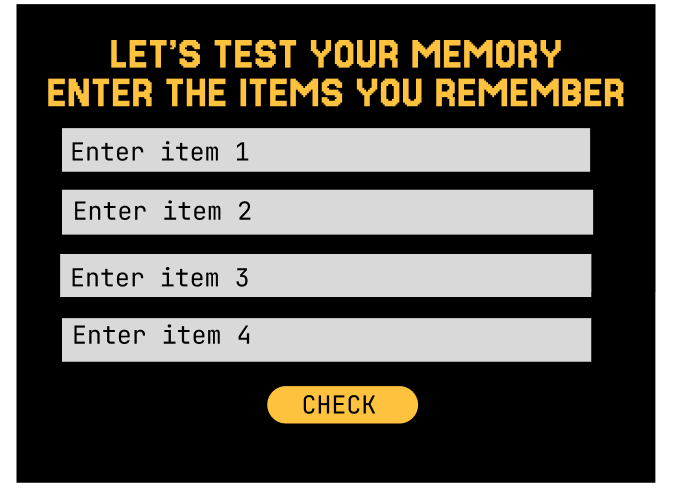 LET'S TEST YOUR MEMORY
ENTER THE ITEMS YOU REMEMBER
Enter item 1
Enter item 2
Enter item 3
Enter item 4
CHECK